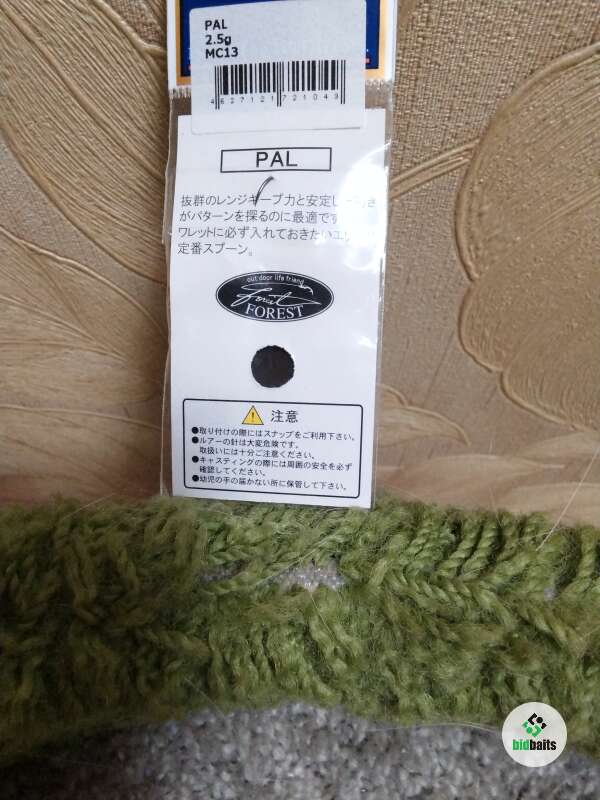 PAL
2.5g
MC13
4 627121 721049
PAL
抜群のレンジキープ力と安定し
がパターンを探るのに最適です
ワレットに必ず入れておきたいエリ
定番スプーン。
out door life friend
Forest
FOREST
注意
●取り付けの際にはスナップをご利用下さい。
●ルアーの針は大変危険です。
取扱いには十分ご注意ください。
●キャスティングの際には周囲の安全を必ず
確認してください。
●幼児の手の届かない所に保管して下さい。
bidbaits